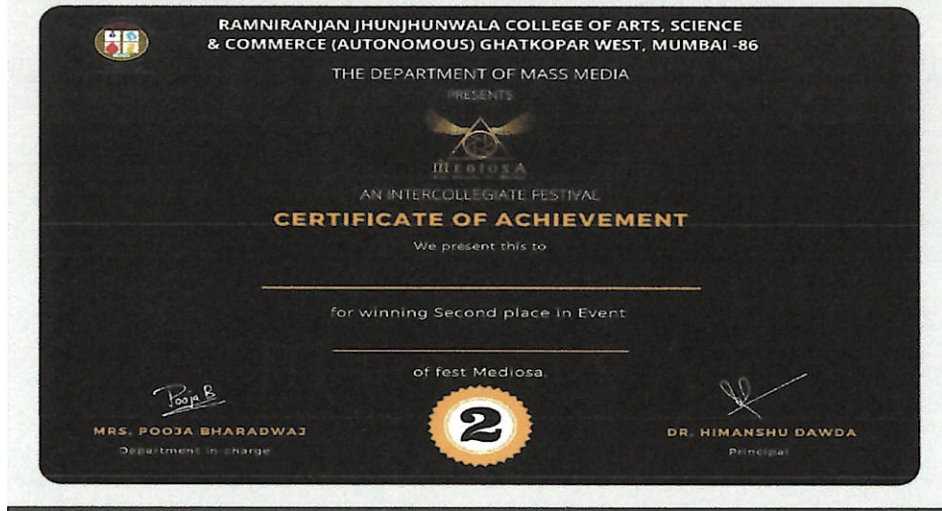 RAMNIRANJAN JHUNJHUNWALA COLLEGE OF ARTS, SCIENCE
& COMMERCE (AUTONOMOUS) GHATKOPAR WEST, MUMBAI -86
THE DEPARTMENT OF MASS MEDIA
PRESENTS
MEDIOSA
AN INTERCOLLEGIATE FESTIVAL
CERTIFICATE OF ACHIEVEMENT
We present this to
for winning Second place in Event
of fest Mediosa.
Pooja B
2
MRS. POOJA BHARADWAJ
DR. HIMANSHU DAWDA
Department In-charge
Principal